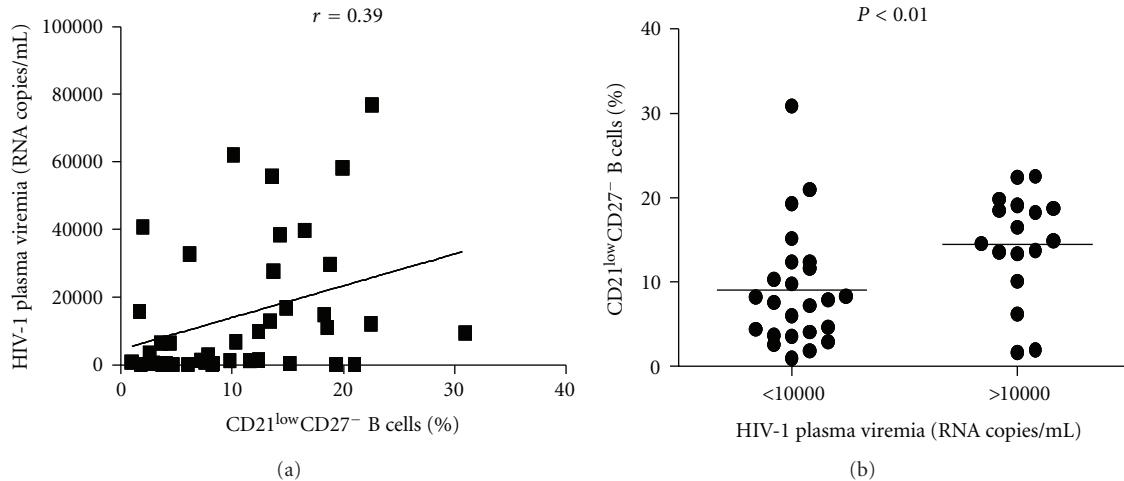 r = 0.39
HIV-1 plasma viremia (RNA copies/mL)
100000
80000
60000
40000
20000
0
0 10 20 30 40
CD21lowCD27− B cells (%)
(a)
P < 0.01
CD21lowCD27− B cells (%)
40
30
20
10
0
<10000 >10000
HIV-1 plasma viremia (RNA copies/mL)
(b)